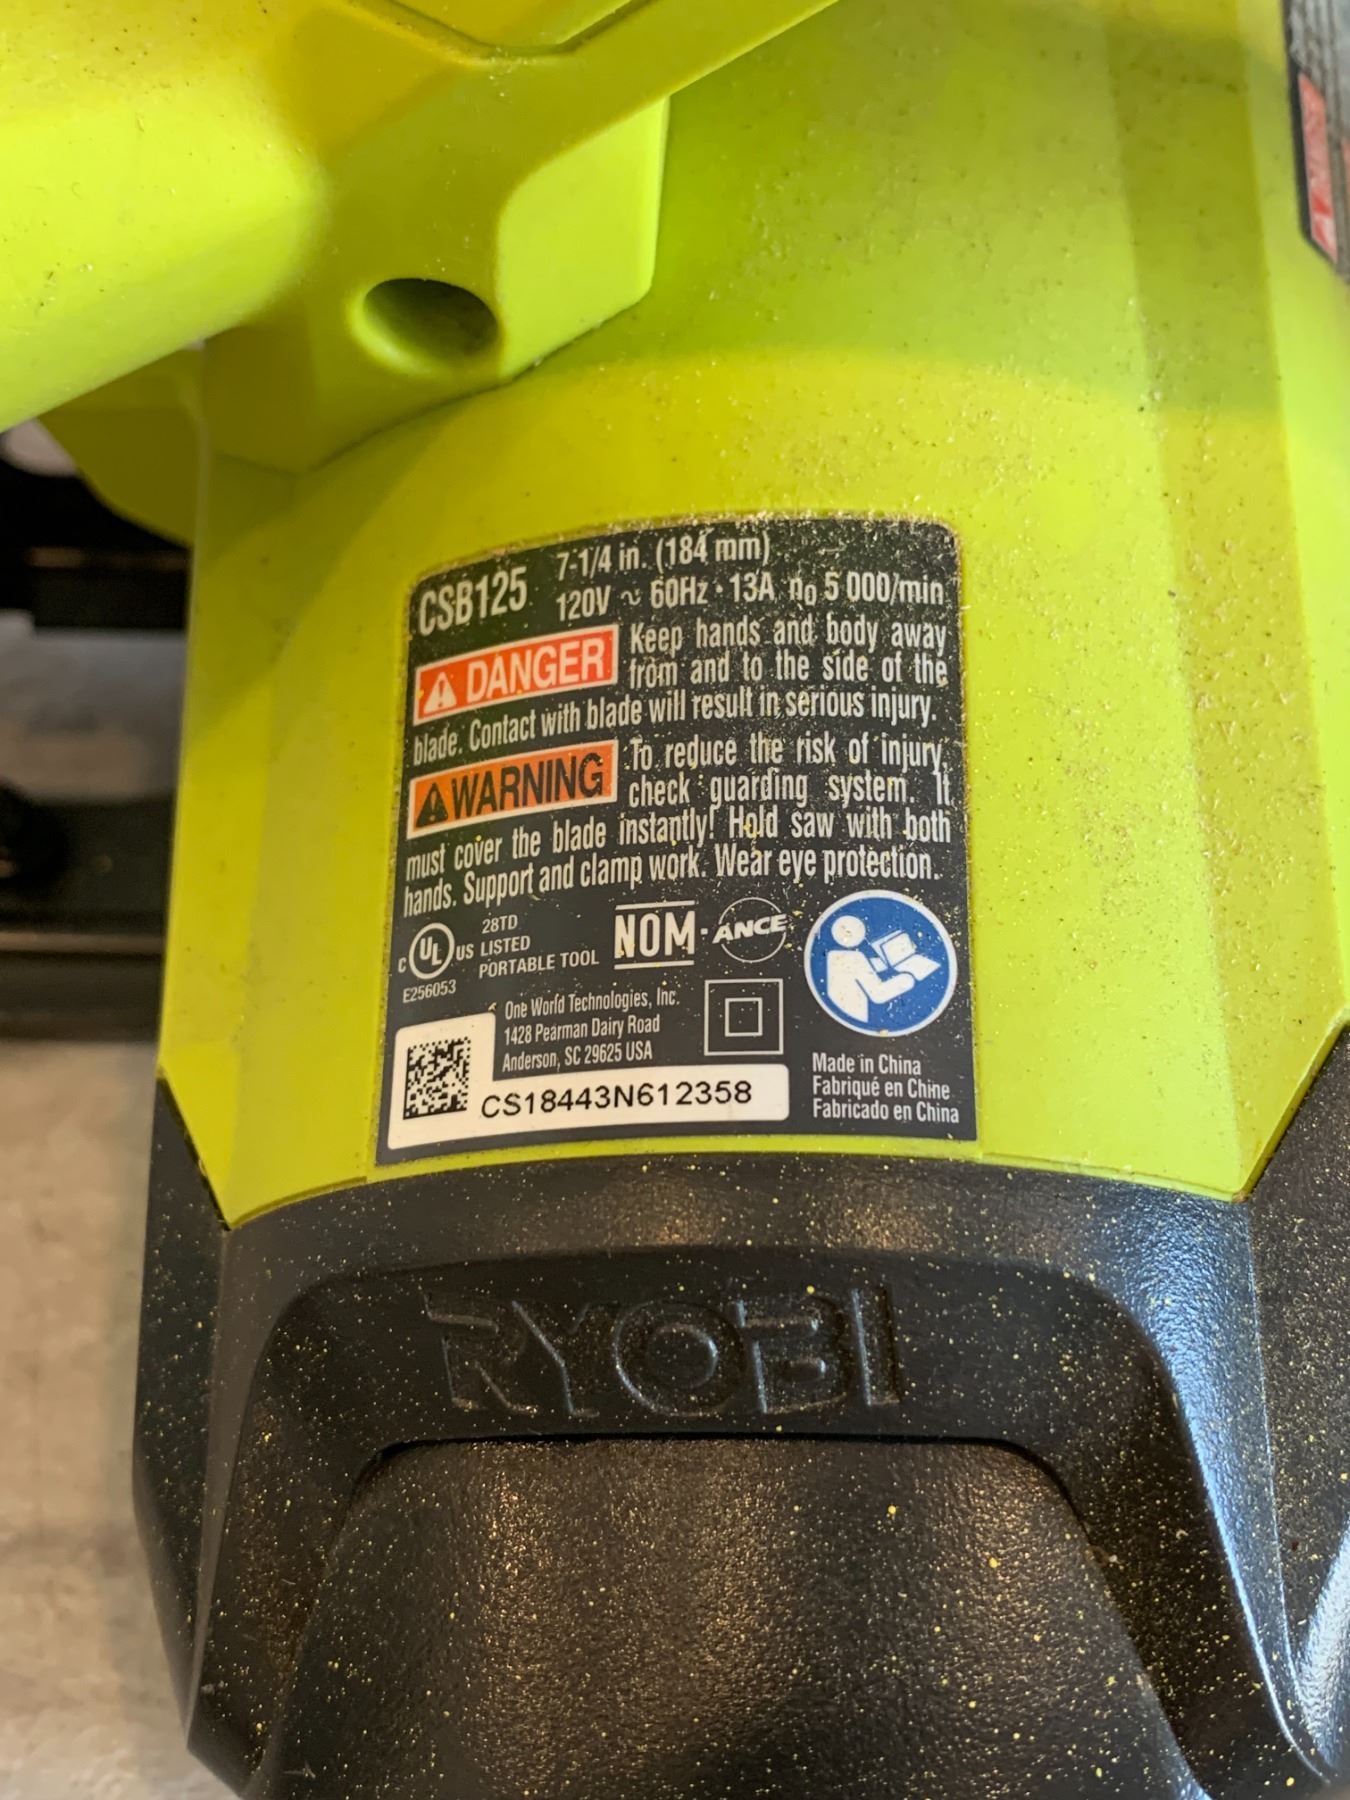 CSB125 7-1/4 in. (184 mm)
120V ~ 60Hz · 13A n₀ 5 000/min
DANGER Keep hands and body away
from and to the side of the
blade. Contact with blade will result in serious injury.
WARNING To reduce the risk of injury,
check guarding system. It
must cover the blade instantly! Hold saw with both
hands. Support and clamp work. Wear eye protection.
C UL US
28TD
LISTED
PORTABLE TOOL
E256053
NOM-ANCE
One World Technologies, Inc.
1428 Pearman Dairy Road
Anderson, SC 29625 USA
CS18443N612358
Made in China
Fabriqué en Chine
Fabricado en China
RYOBI